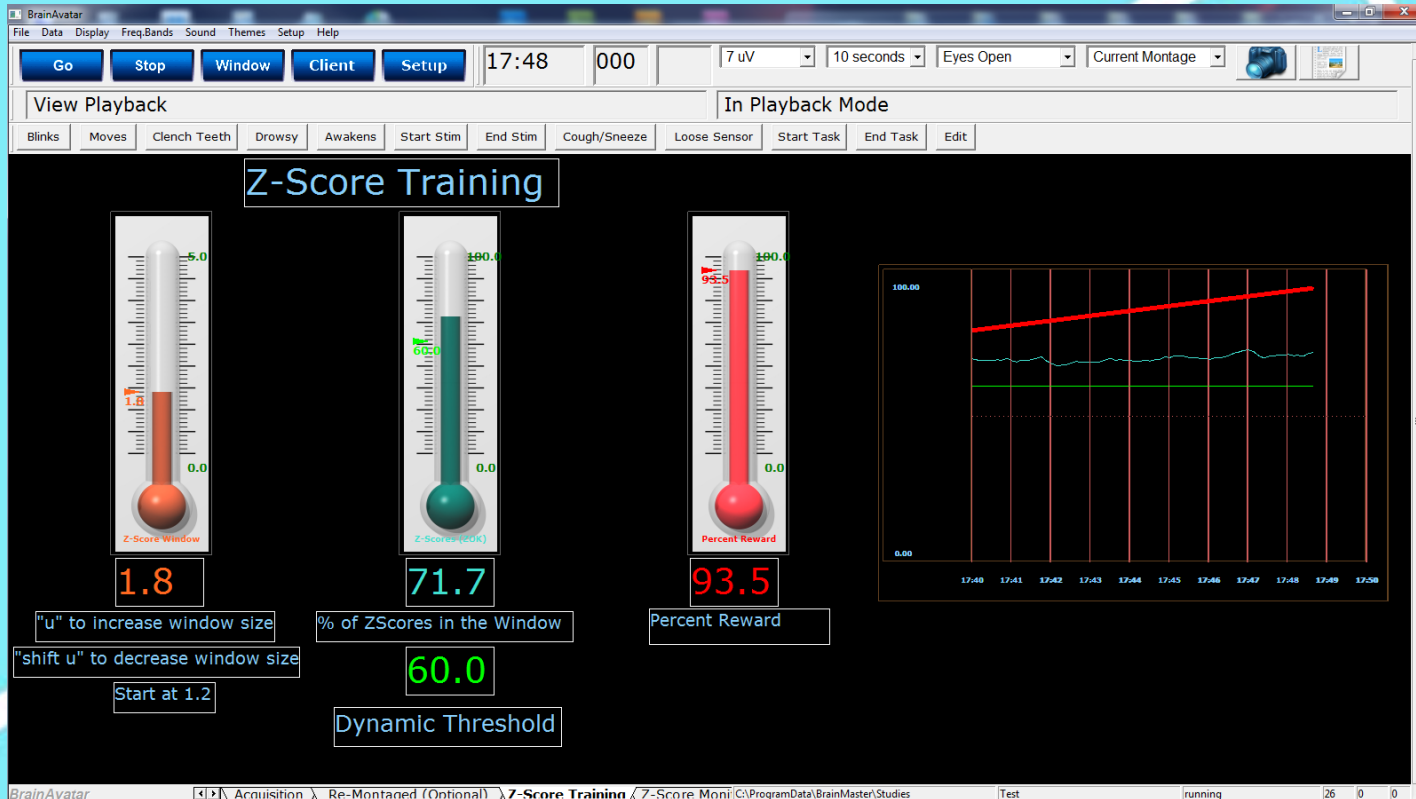 BrainAvatar
File Data Display Freq.Bands Sound Themes Setup Help
Go Stop Window Client Setup 17:48 000 7 uV 10 seconds Eyes Open Current Montage
View Playback In Playback Mode
Blinks Moves Clench Teeth Drowsy Awakens Start Stim End Stim Cough/Sneeze Loose Sensor Start Task End Task Edit
Z-Score Training
5.0 100.0 100.0
93.5
60.0
1.8
0.0 0.0 0.0
Z-Score Window Z-Scores (ZOK) Percent Reward
1.8 71.7 93.5
"u" to increase window size % of ZScores in the Window Percent Reward
"shift u" to decrease window size 60.0
Start at 1.2
Dynamic Threshold
100.00
0.00
17:40 17:41 17:42 17:43 17:44 17:45 17:46 17:47 17:48 17:49 17:50
BrainAvatar Acquisition Re-Montaged (Optional) Z-Score Training Z-Score Moni C:\ProgramData\BrainMaster\Studies Test running 26 0 0